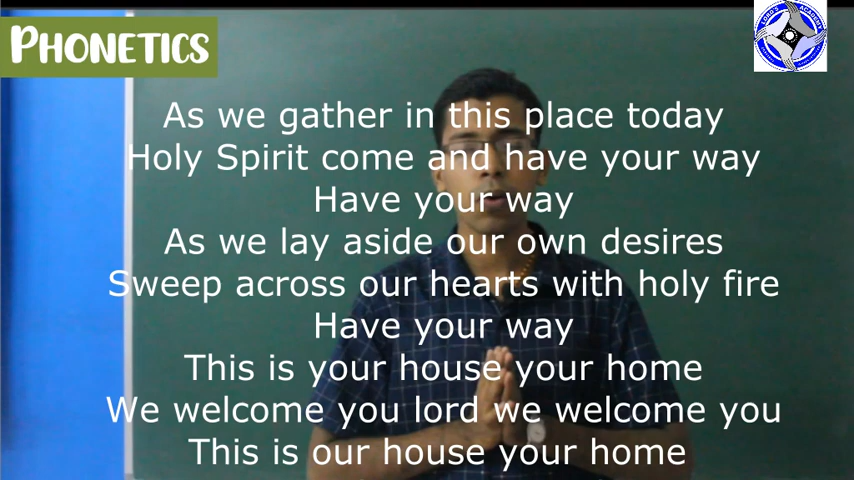 PHONETICS
LORD'S ACADEMY
As we gather in this place today
Holy Spirit come and have your way
Have your way
As we lay aside our own desires
Sweep across our hearts with holy fire
Have your way
This is your house your home
We welcome you lord we welcome you
This is our house your home